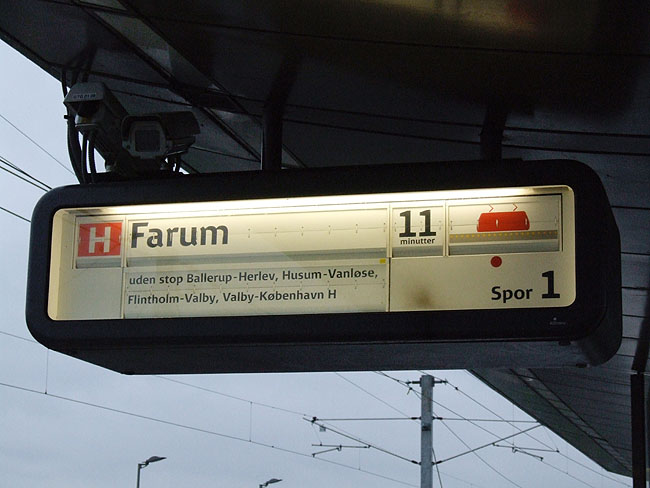 H Farum
11
minutter
uden stop Ballerup-Herlev, Husum-Vanløse,
Flintholm-Valby, Valby-København H
Spor 1